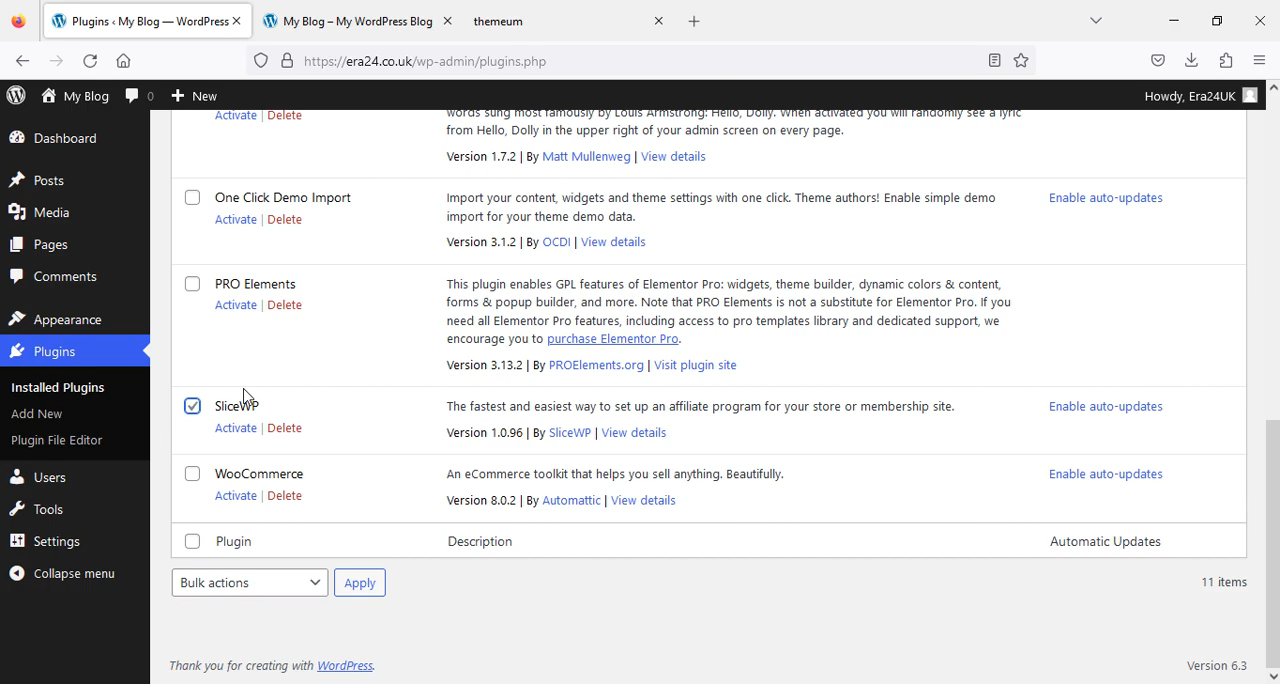 Plugins ‹ My Blog — WordPress
My Blog – My WordPress Blog
themeum
https://era24.co.uk/wp-admin/plugins.php
My Blog
0
New
Howdy, Era24UK
Dashboard
Posts
Media
Pages
Comments
Appearance
Plugins
Installed Plugins
Add New
Plugin File Editor
Users
Tools
Settings
Collapse menu
Activate | Delete
words sung most famously by Louis Armstrong: Hello, Dolly. When activated you will randomly see a lyric
from Hello, Dolly in the upper right of your admin screen on every page.
Version 1.7.2 | By Matt Mullenweg | View details
One Click Demo Import
Activate | Delete
Import your content, widgets and theme settings with one click. Theme authors! Enable simple demo
import for your theme demo data.
Version 3.1.2 | By OCDI | View details
Enable auto-updates
PRO Elements
Activate | Delete
This plugin enables GPL features of Elementor Pro: widgets, theme builder, dynamic colors & content,
forms & popup builder, and more. Note that PRO Elements is not a substitute for Elementor Pro. If you
need all Elementor Pro features, including access to pro templates library and dedicated support, we
encourage you to purchase Elementor Pro.
Version 3.13.2 | By PROElements.org | Visit plugin site
SliceWP
Activate | Delete
The fastest and easiest way to set up an affiliate program for your store or membership site.
Version 1.0.96 | By SliceWP | View details
Enable auto-updates
WooCommerce
Activate | Delete
An eCommerce toolkit that helps you sell anything. Beautifully.
Version 8.0.2 | By Automattic | View details
Enable auto-updates
Plugin
Description
Automatic Updates
Bulk actions
Apply
11 items
Thank you for creating with WordPress.
Version 6.3